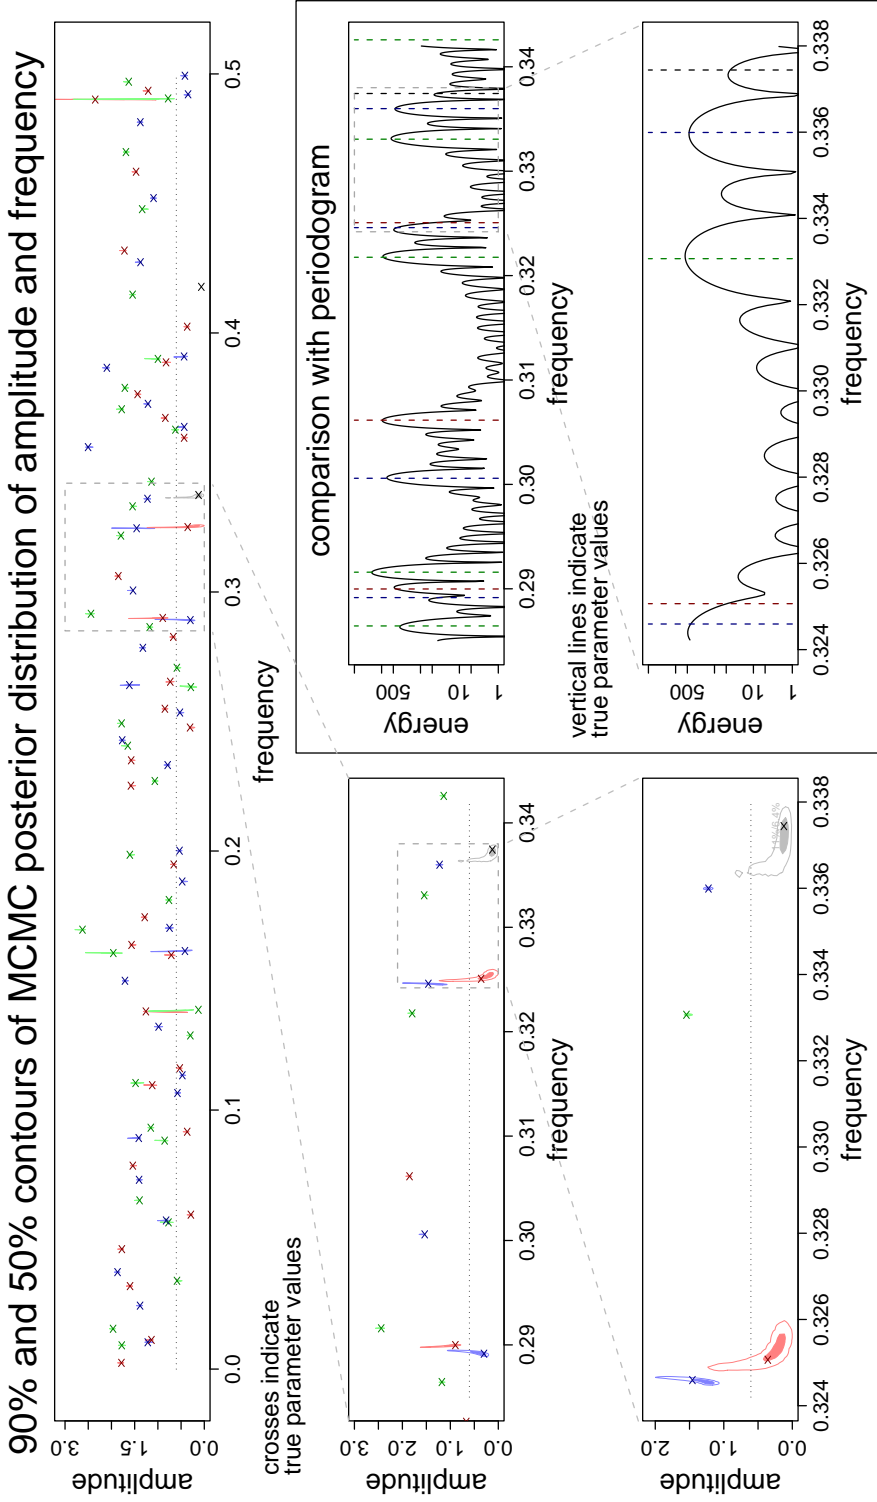 90% and 50% contours of MCMC posterior distribution of amplitude and frequency
amplitude
0.0 1.5 3.0
0.0 0.1 0.2 0.3 0.4 0.5
frequency
crosses indicate
true parameter values
amplitude
0.0 1.0 2.0 3.0
0.29 0.30 0.31 0.32 0.33 0.34
frequency
amplitude
0.0 1.0 2.0
0.324 0.326 0.328 0.330 0.332 0.334 0.336 0.338
frequency
comparison with periodogram
energy
1 10 500
0.29 0.30 0.31 0.32 0.33 0.34
frequency
vertical lines indicate
true parameter values
energy
1 10 500
0.324 0.326 0.328 0.330 0.332 0.334 0.336 0.338
frequency